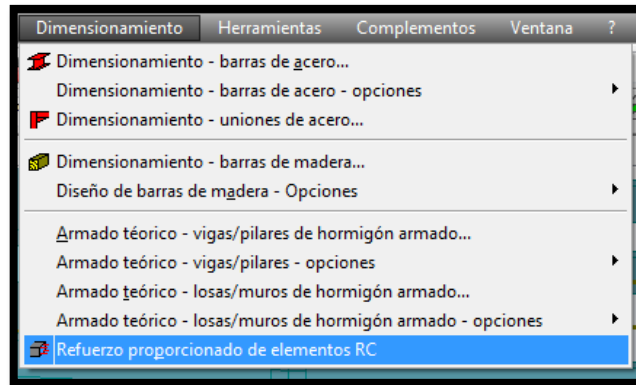 Dimensionamiento Herramientas Complementos Ventana ?
Dimensionamiento - barras de acero...
Dimensionamiento - barras de acero - opciones
Dimensionamiento - uniones de acero...
Dimensionamiento - barras de madera...
Diseño de barras de madera - Opciones
Armado téorico - vigas/pilares de hormigón armado...
Armado teórico - vigas/pilares - opciones
Armado teórico - losas/muros de hormigón armado...
Armado teórico - losas/muros de hormigón armado - opciones
Refuerzo proporcionado de elementos RC